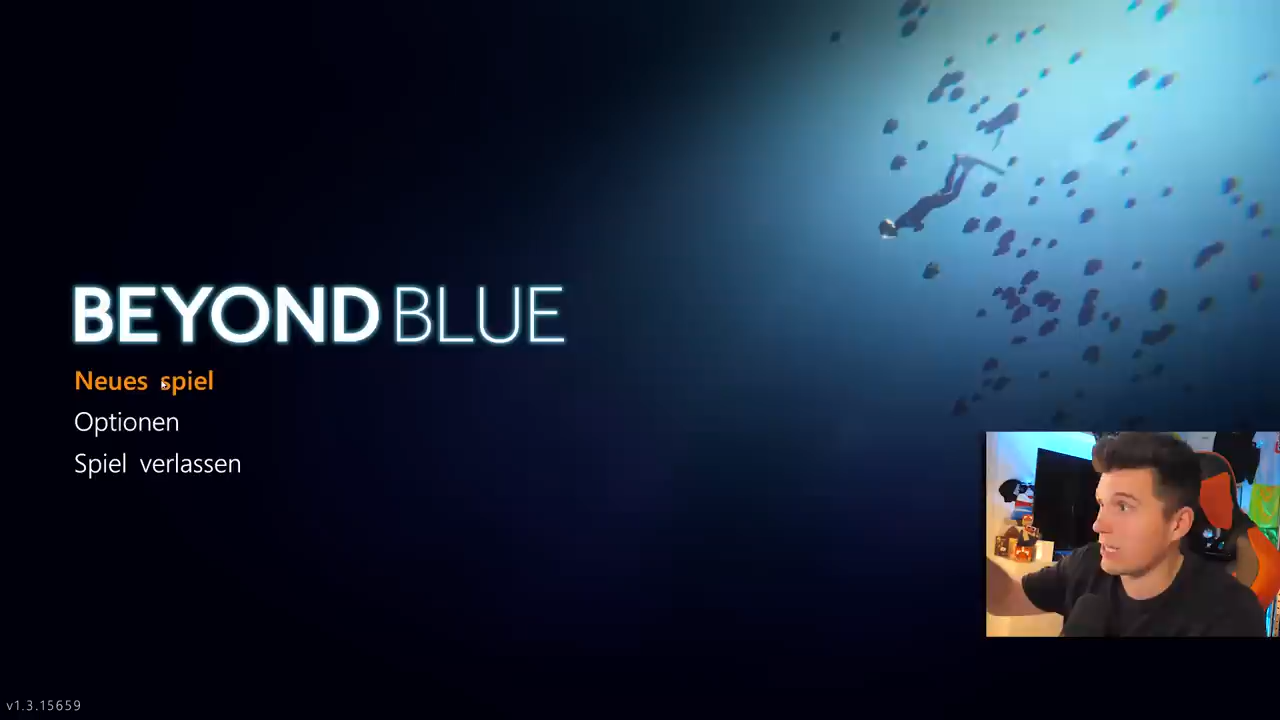 BEYOND BLUE
Neues spiel
Optionen
Spiel verlassen
v1.3.15659